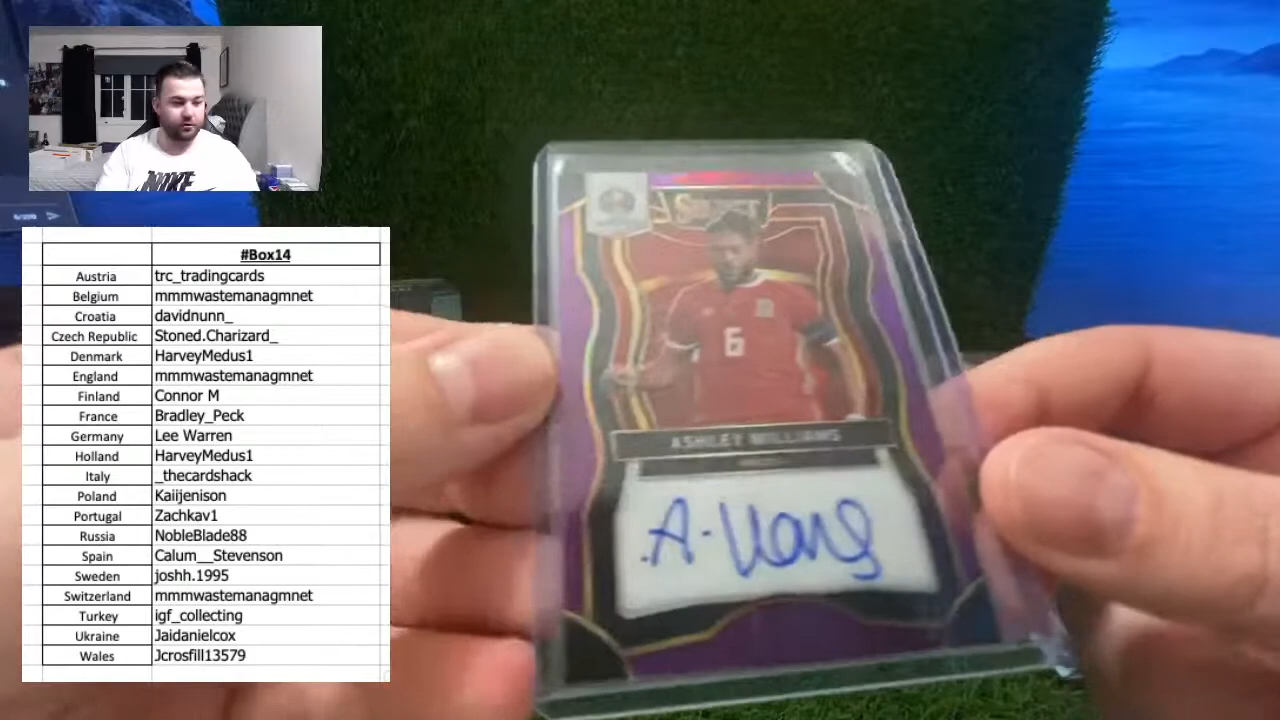 NIKE
#Box14
Austria trc_tradingcards
Belgium mmmwastemanagmnet
Croatia davidnunn_
Czech Republic Stoned.Charizard_
Denmark HarveyMedus1
England mmmwastemanagmnet
Finland Connor M
France Bradley_Peck
Germany Lee Warren
Holland HarveyMedus1
Italy _thecardshack
Poland Kaiijenison
Portugal Zachkav1
Russia NobleBlade88
Spain Calum__Stevenson
Sweden joshh.1995
Switzerland mmmwastemanagmnet
Turkey igf_collecting
Ukraine Jaidanielcox
Wales Jcrosfill13579
SELECT
6
ASHLEY WILLIAMS